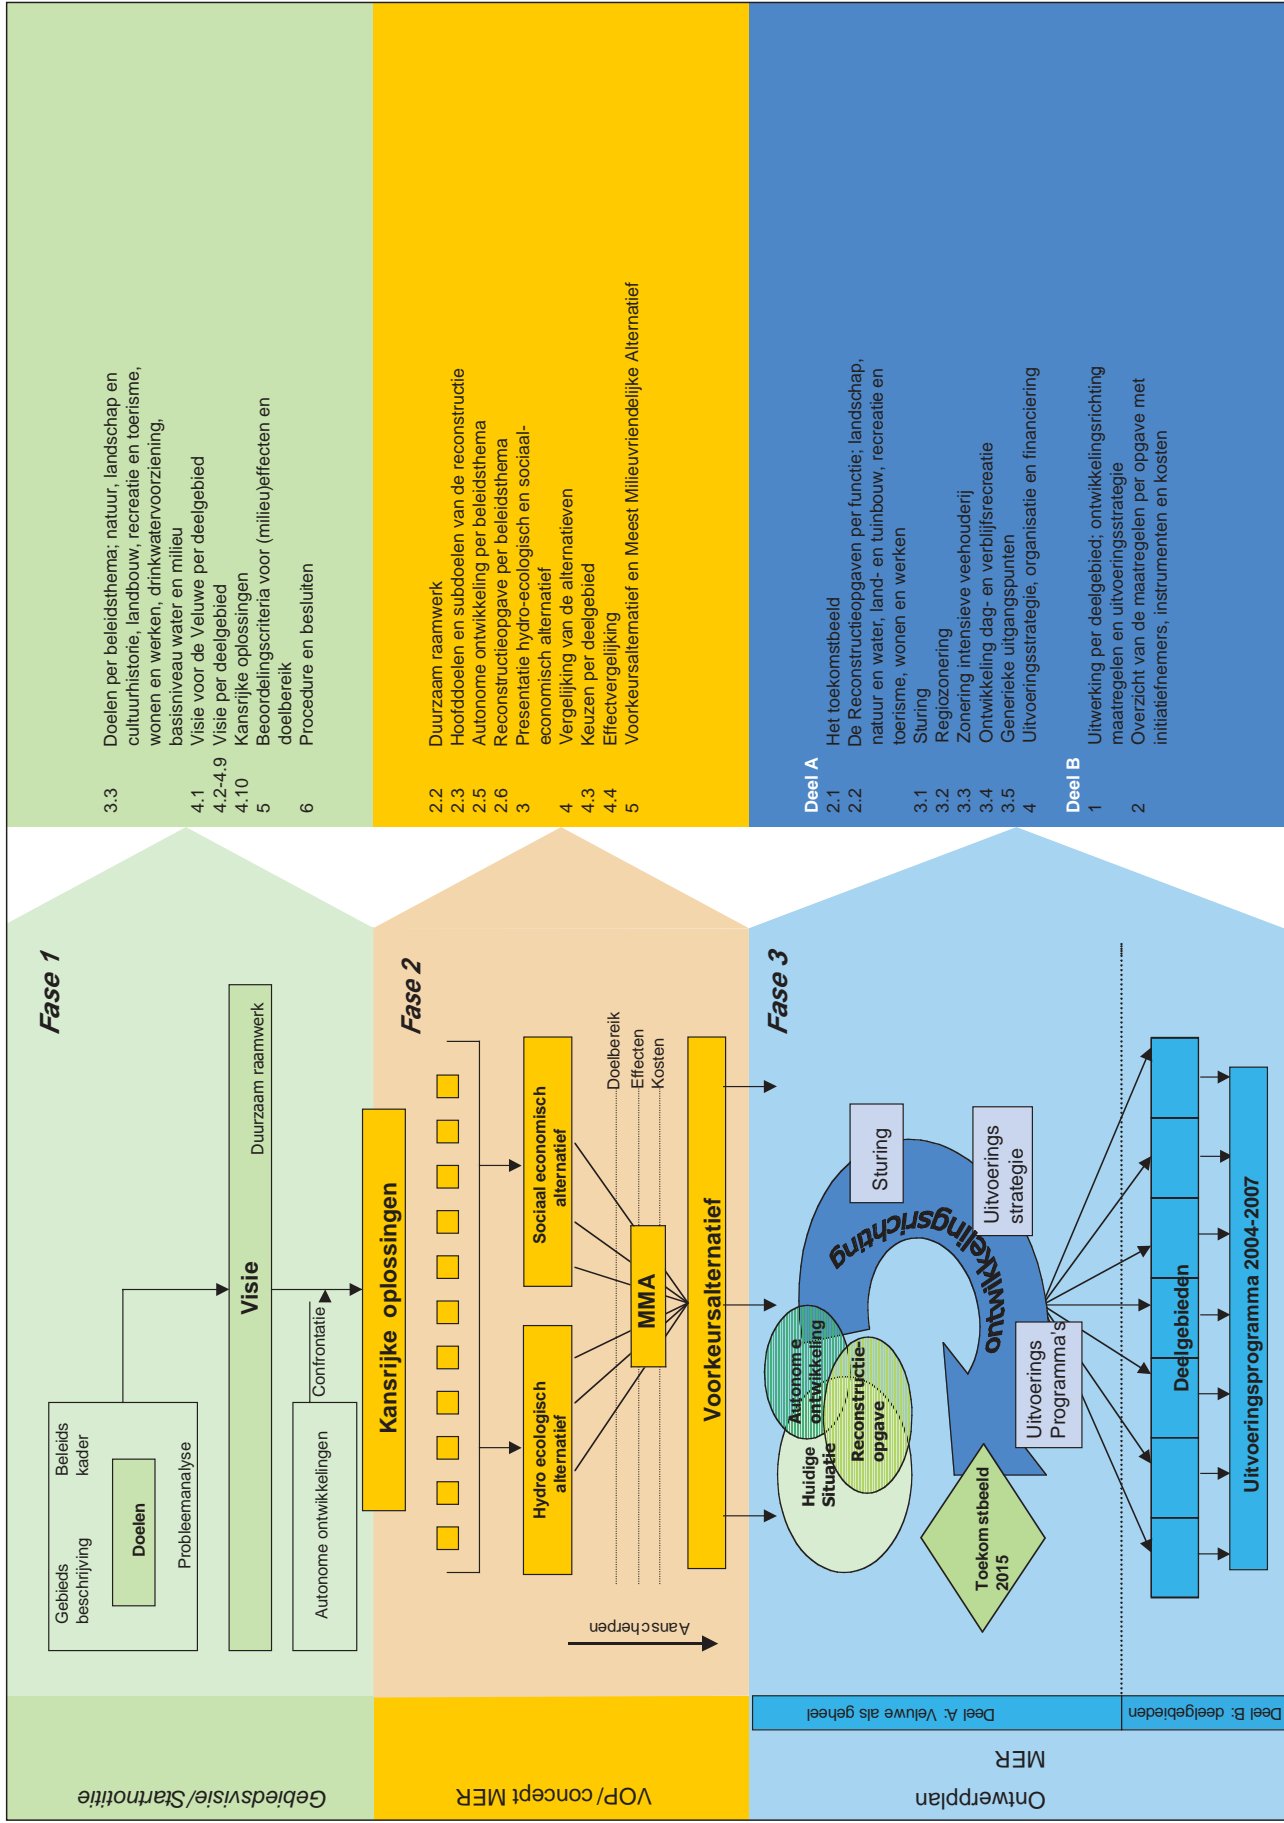 Gebiedsvisie/Startnotitie
Fase 1
Gebieds
beschrijving
Beleids
kader
Doelen
Probleemanalyse
Visie
Duurzaam raamwerk
Autonome ontwikkelingen
Confrontatie
Kansrijke oplossingen
3.3 Doelen per beleidsthema; natuur, landschap en
cultuurhistorie, landbouw, recreatie en toerisme,
wonen en werken, drinkwatervoorziening,
basisniveau water en milieu
4.1 Visie voor de Veluwe per deelgebied
4.2-4.9 Visie per deelgebied
4.10 Kansrijke oplossingen
5 Beoordelingscriteria voor (milieu)effecten en
doelbereik
6 Procedure en besluiten
VOP/ concept MER
Fase 2
Hydro ecologisch
alternatief
Sociaal economisch
alternatief
Doelbereik
Effecten
Kosten
MMA
Aanscherpen
Voorkeursalternatief
2.2 Duurzaam raamwerk
2.3 Hoofddoelen en subdoelen van de reconstructie
2.5 Autonome ontwikkeling per beleidsthema
2.6 Reconstructieopgave per beleidsthema
3 Presentatie hydro-ecologisch en sociaal-
economisch alternatief
4 Vergelijking van de alternatieven
4.3 Keuzen per deelgebied
4.4 Effectvergelijking
5 Voorkeursalternatief en Meest Milieuvriendelijke Alternatief
MER
Ontwerpplan
Deel A: Veluwe als geheel
Deel B: deelgebieden
Fase 3
Huidige
Situatie
Autonome
ontwikkeling
Reconstructie-
opgave
ontwikkelingsrichting
Sturing
Uitvoerings
strategie
Uitvoerings
Programma's
Toekomstbeeld
2015
Deelgebieden
Uitvoeringsprogramma 2004-2007
Deel A
2.1 Het toekomstbeeld
2.2 De Reconstructieopgaven per functie; landschap,
natuur en water, land- en tuinbouw, recreatie en
toerisme, wonen en werken
3.1 Sturing
3.2 Regiozonering
3.3 Zonering intensieve veehouderij
3.4 Ontwikkeling dag- en verblijfsrecreatie
3.5 Generieke uitgangspunten
4 Uitvoeringsstrategie, organisatie en financiering
Deel B
1 Uitwerking per deelgebied; ontwikkelingsrichting
maatregelen en uitvoeringsstrategie
2 Overzicht van de maatregelen per opgave met
initiatiefnemers, instrumenten en kosten